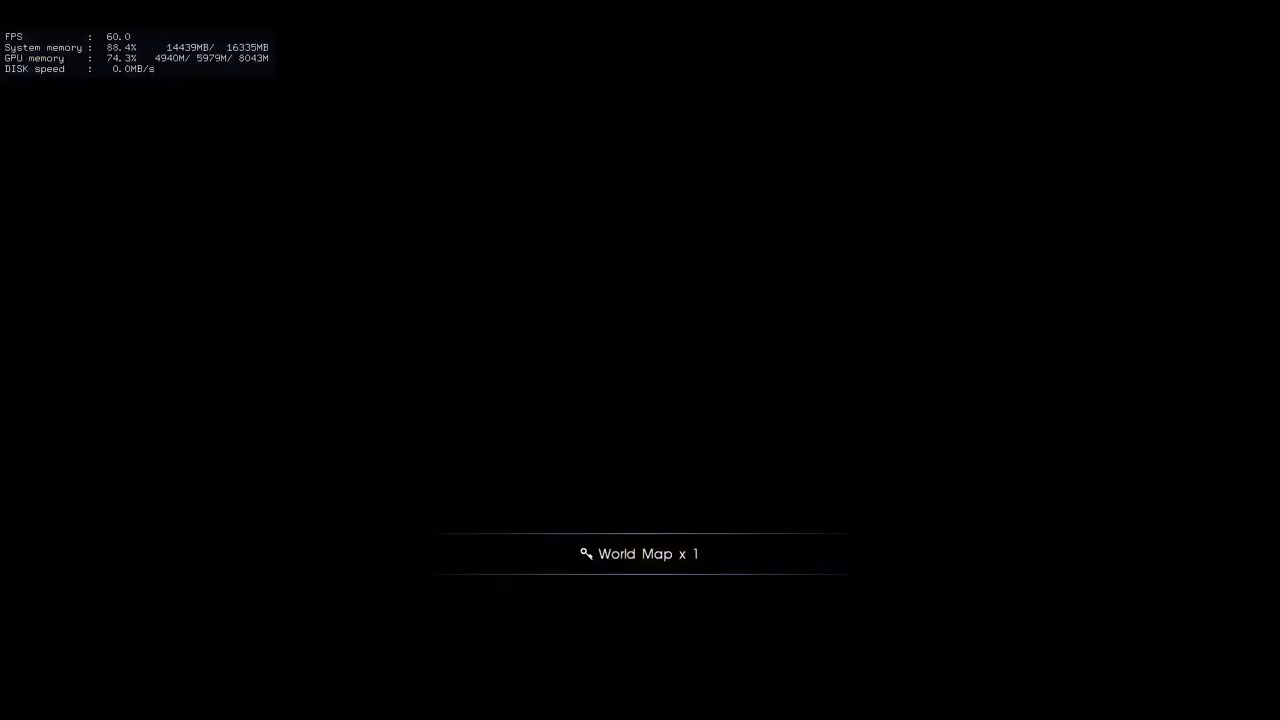 FPS : 60.0
System memory : 88.4% 14439MB/ 16335MB
GPU memory : 74.3% 4940M/ 5979M/ 8043M
DISK speed : 0.0MB/s
World Map x 1